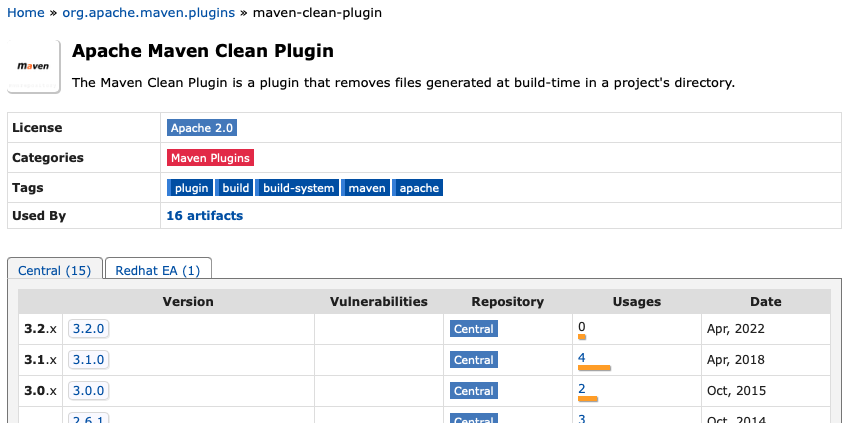 Home » org.apache.maven.plugins » maven-clean-plugin
maven
Apache Maven Clean Plugin
The Maven Clean Plugin is a plugin that removes files generated at build-time in a project's directory.
License Apache 2.0
Categories Maven Plugins
Tags plugin build build-system maven apache
Used By 16 artifacts
Central (15) Redhat EA (1)
Version Vulnerabilities Repository Usages Date
3.2.x 3.2.0 Central 0 Apr, 2022
3.1.x 3.1.0 Central 4 Apr, 2018
3.0.x 3.0.0 Central 2 Oct, 2015
2.6.1 Central 3 Oct, 2014